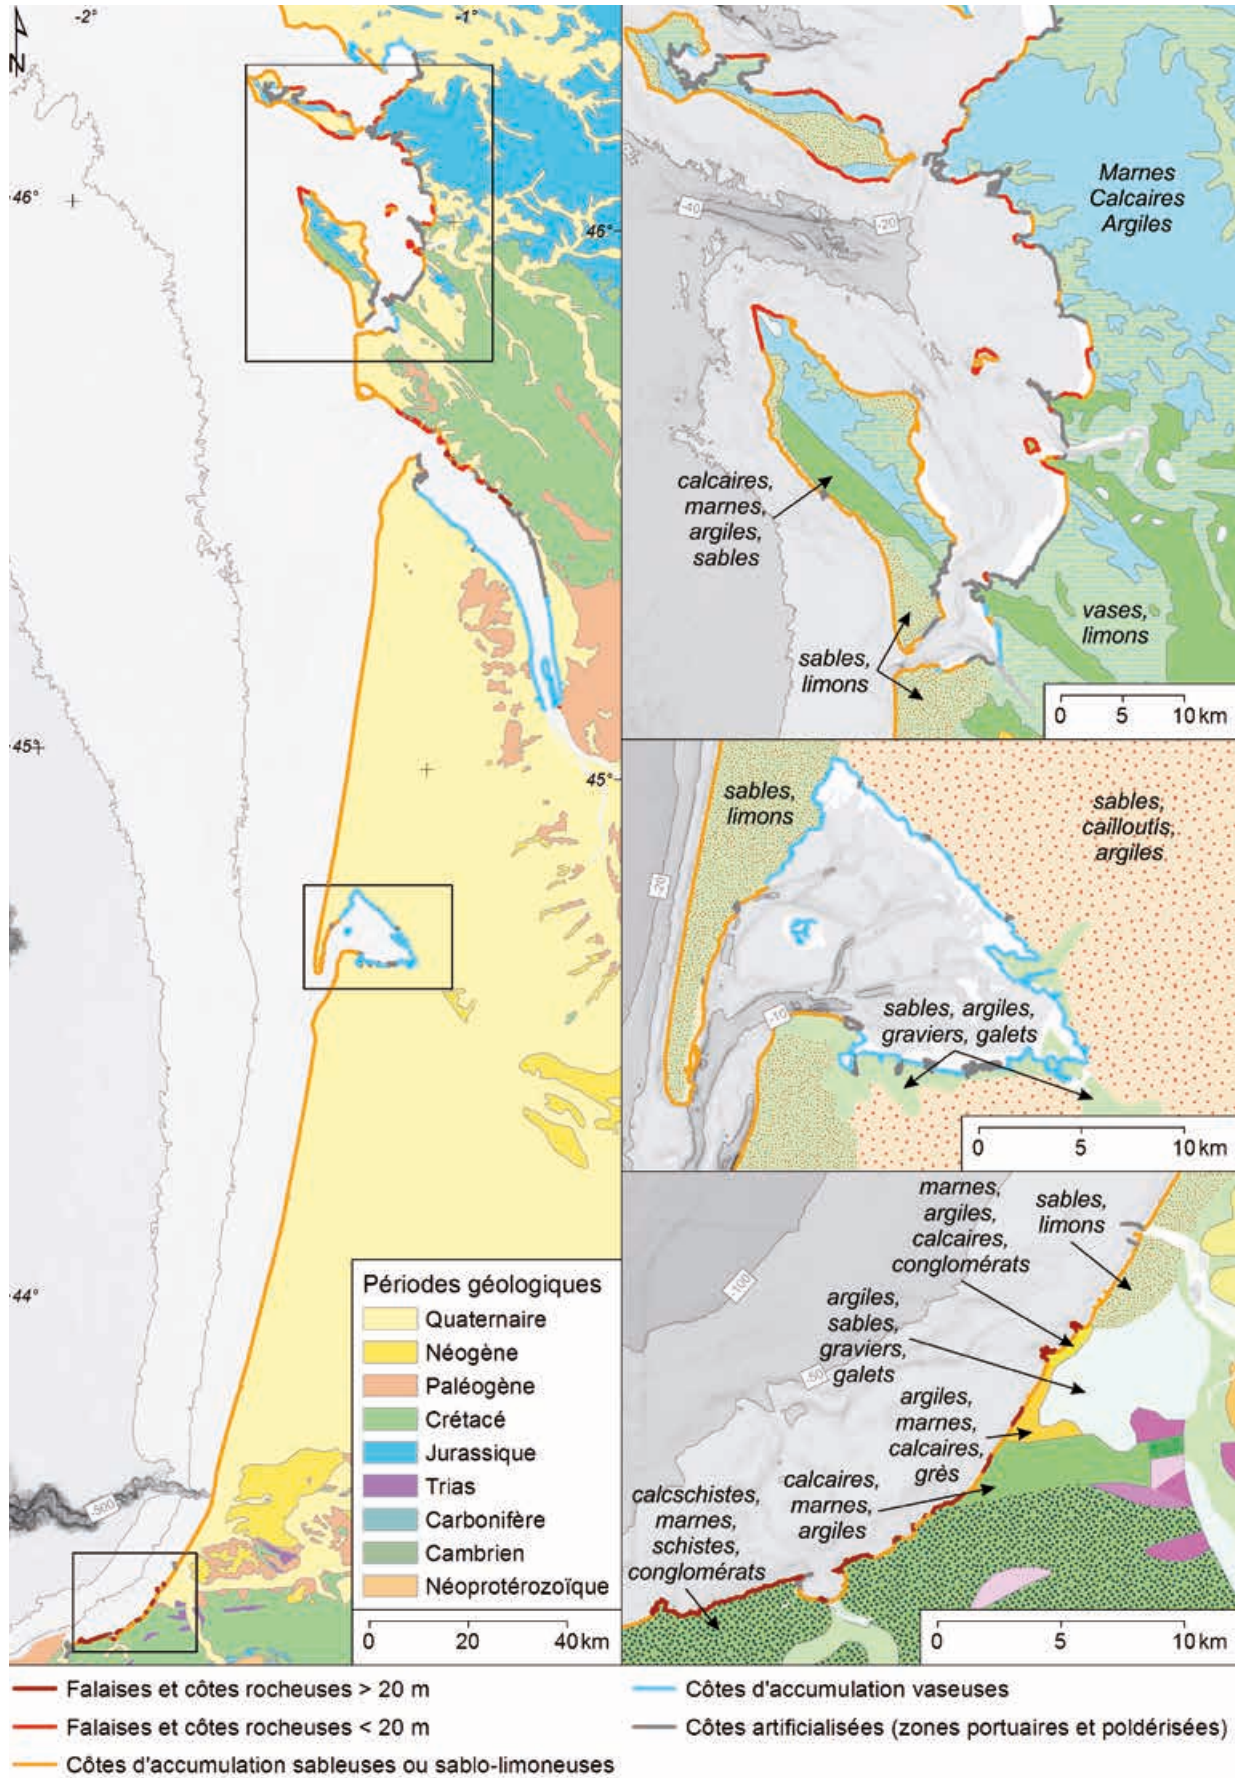 -2°
-1°
N
46°
46°
45°
45°
44°
-500
Périodes géologiques
Quaternaire
Néogène
Paléogène
Crétacé
Jurassique
Trias
Carbonifère
Cambrien
Néoprotérozoïque
0 20 40 km
Marnes
Calcaires
Argiles
-40
-20
calcaires,
marnes,
argiles,
sables
vases,
limons
sables,
limons
0 5 10 km
sables,
limons
sables,
cailloutis,
argiles
-20
-10
sables, argiles,
graviers, galets
0 5 10 km
marnes,
argiles,
calcaires,
conglomérats
sables,
limons
-100
argiles,
sables,
graviers,
galets
-50
argiles,
marnes,
calcaires,
grès
calcschistes,
marnes,
schistes,
conglomérats
calcaires,
marnes,
argiles
0 5 10 km
Falaises et côtes rocheuses > 20 m
Falaises et côtes rocheuses < 20 m
Côtes d'accumulation sableuses ou sablo-limoneuses
Côtes d'accumulation vaseuses
Côtes artificialisées (zones portuaires et poldérisées)